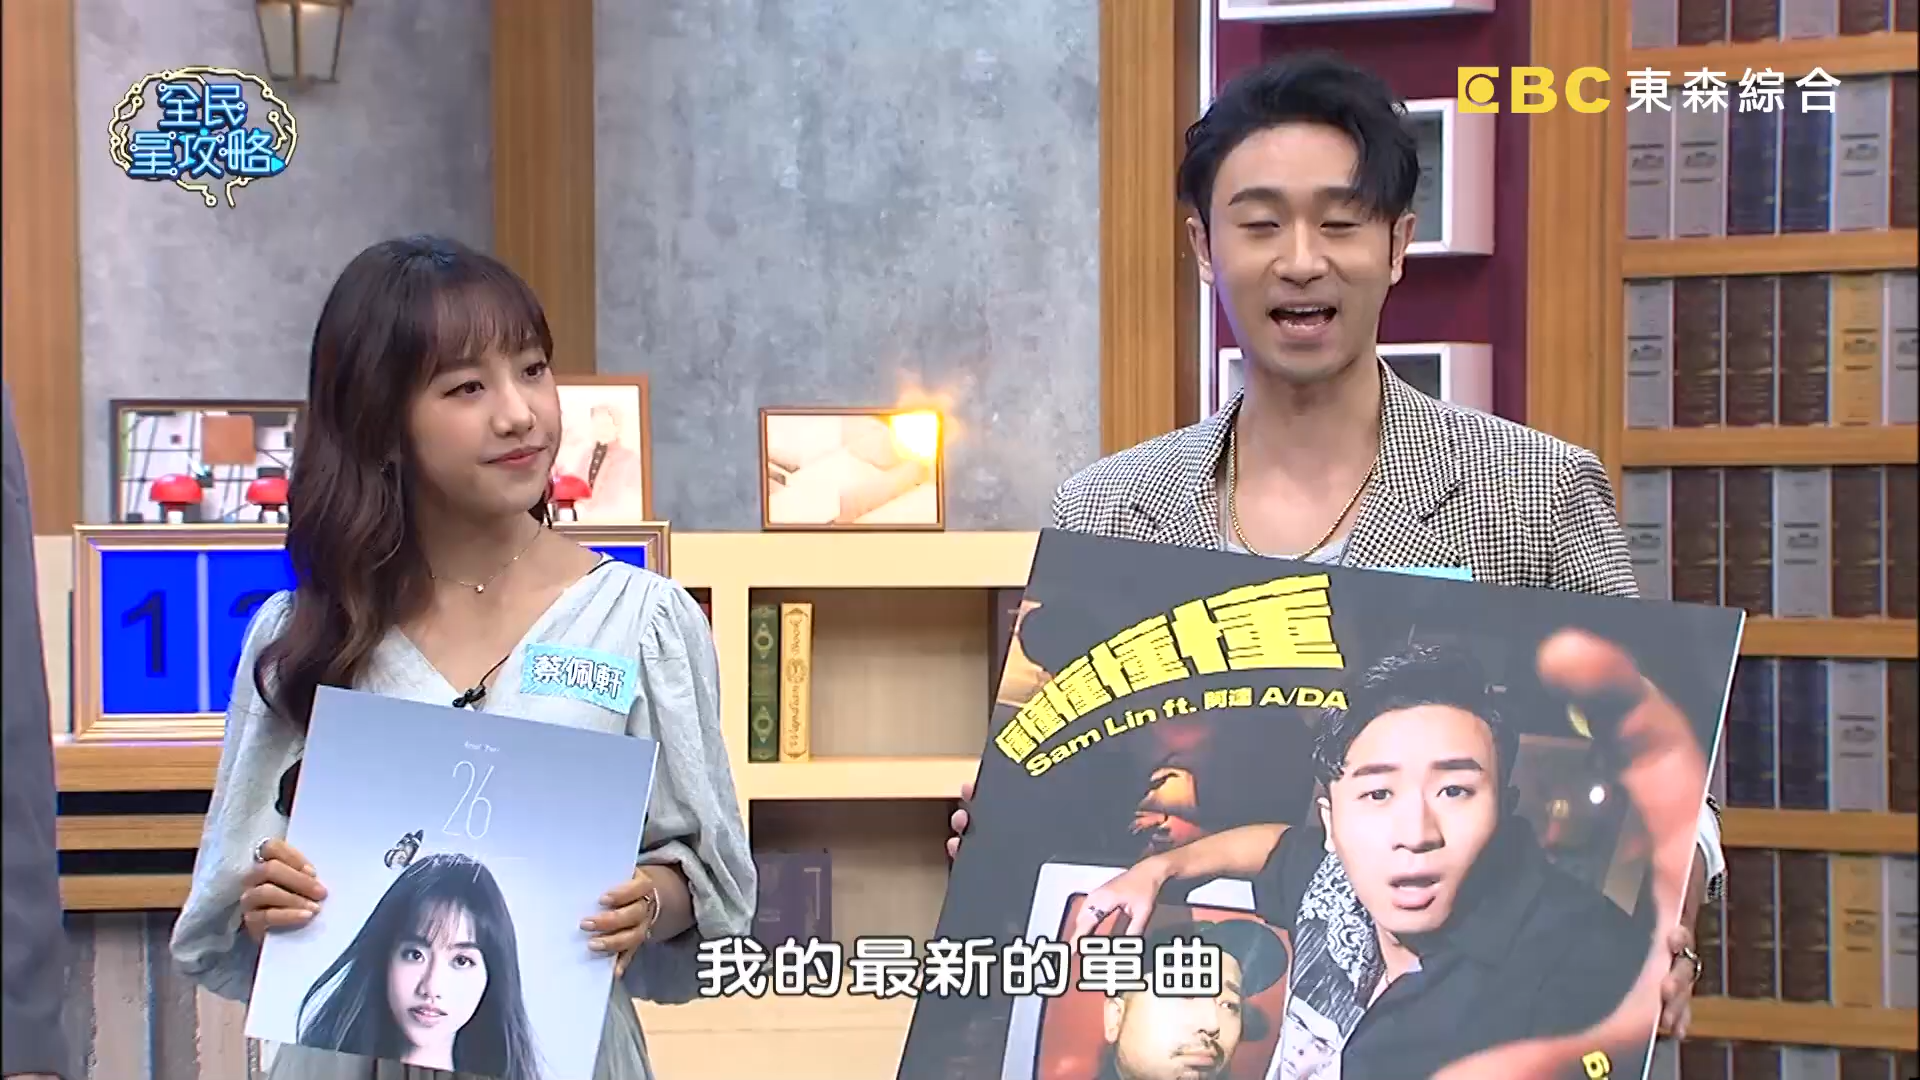 全民
星攻略
EBC 東森綜合
12
蔡佩軒
26
懂懂懂懂
Sam Lin ft. 阿達 A/DA
我的最新的單曲